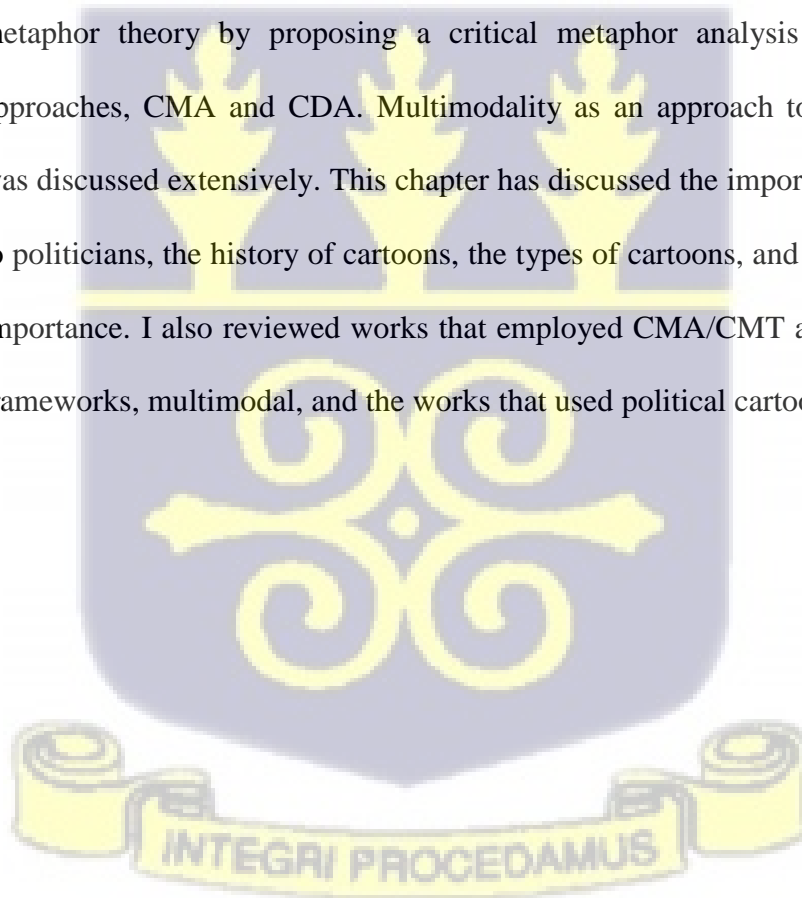 metaphor theory by proposing a critical metaphor analysis
approaches, CMA and CDA. Multimodality as an approach to
was discussed extensively. This chapter has discussed the impor
politicians, the history of cartoons, the types of cartoons, and
importance. I also reviewed works that employed CMA/CMT
frameworks, multimodal, and the works that used political cartoo
INTEGRI PROCEDAMUS